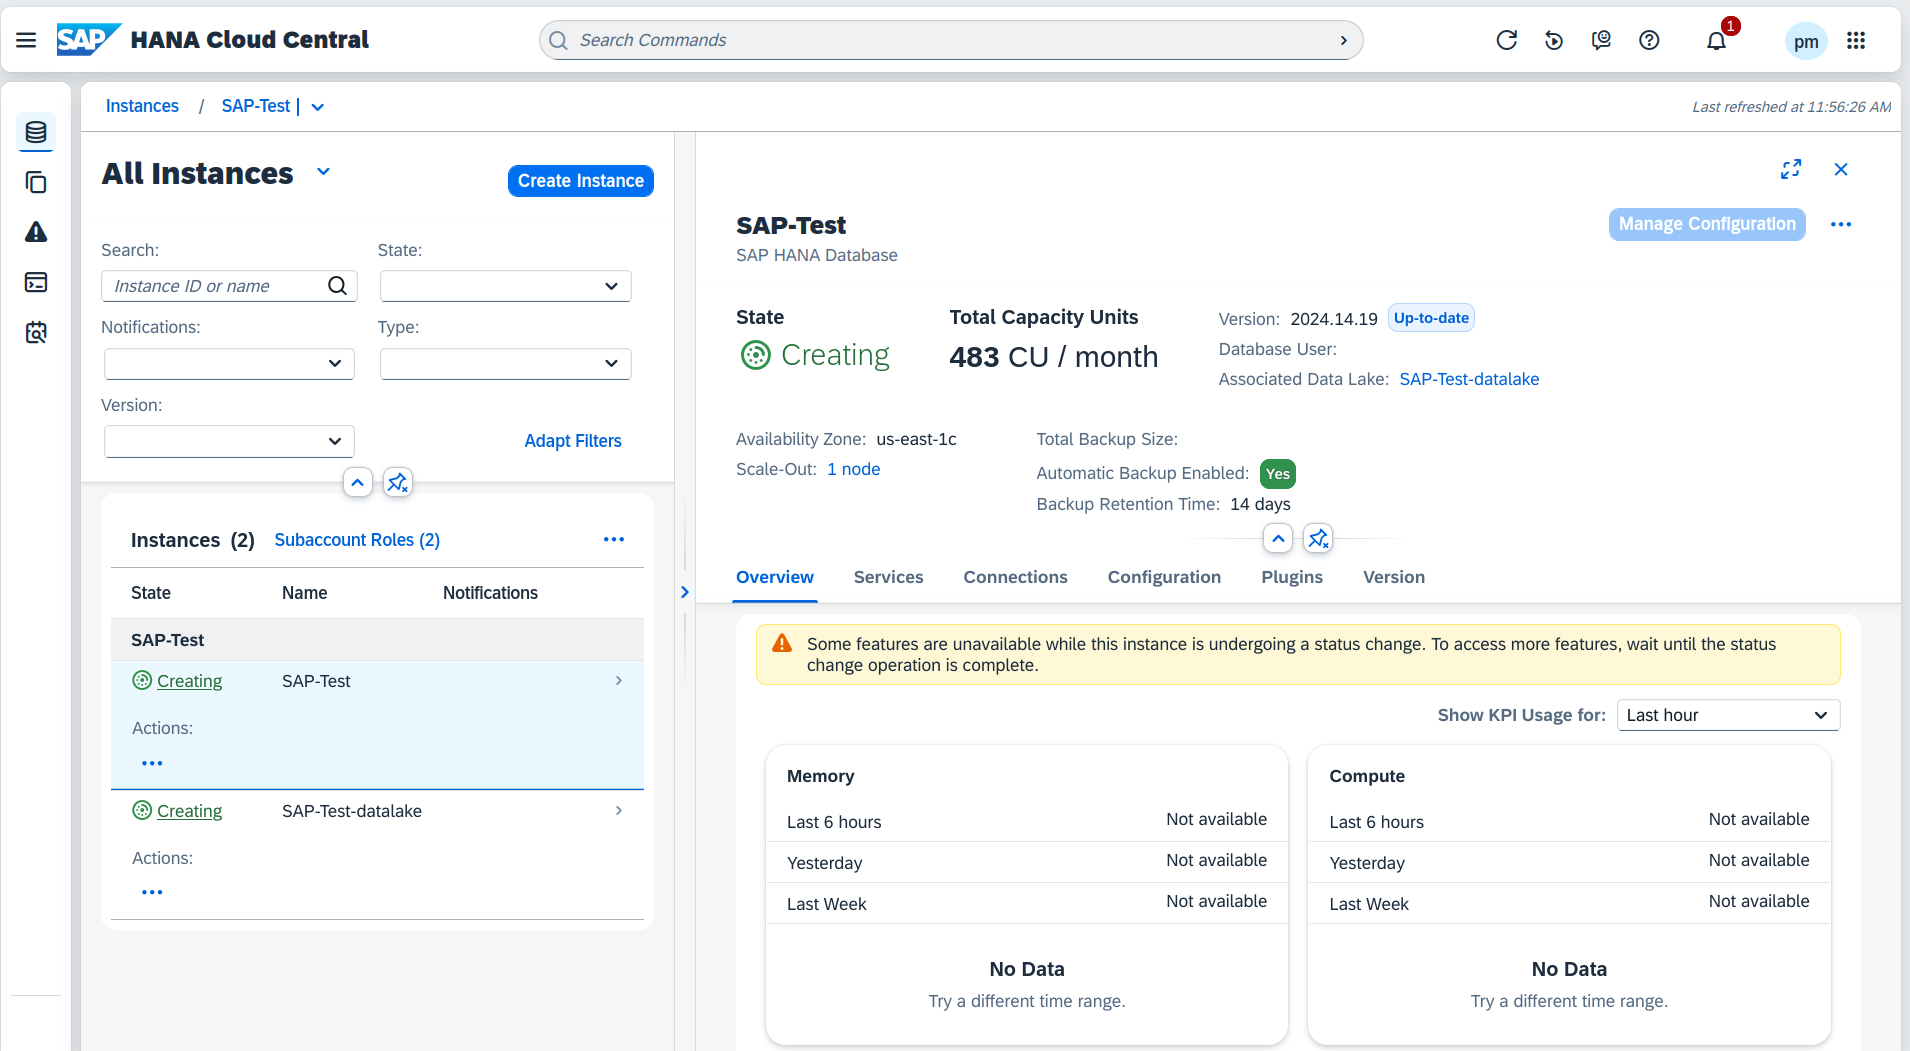 SAP HANA Cloud Central
Search Commands
1
pm
Instances / SAP-Test |
Last refreshed at 11:56:26 AM
All Instances
Create Instance
Search:
State:
Instance ID or name
Notifications:
Type:
Version:
Adapt Filters
Instances (2) Subaccount Roles (2)
State Name Notifications
SAP-Test
Creating SAP-Test
Actions:
Creating SAP-Test-datalake
Actions:
SAP-Test
SAP HANA Database
Manage Configuration
State
Creating
Total Capacity Units
483 CU / month
Version: 2024.14.19 Up-to-date
Database User:
Associated Data Lake: SAP-Test-datalake
Availability Zone: us-east-1c
Scale-Out: 1 node
Total Backup Size:
Automatic Backup Enabled: Yes
Backup Retention Time: 14 days
Overview Services Connections Configuration Plugins Version
Some features are unavailable while this instance is undergoing a status change. To access more features, wait until the status
change operation is complete.
Show KPI Usage for: Last hour
Memory
Last 6 hours Not available
Yesterday Not available
Last Week Not available
No Data
Try a different time range.
Compute
Last 6 hours Not available
Yesterday Not available
Last Week Not available
No Data
Try a different time range.